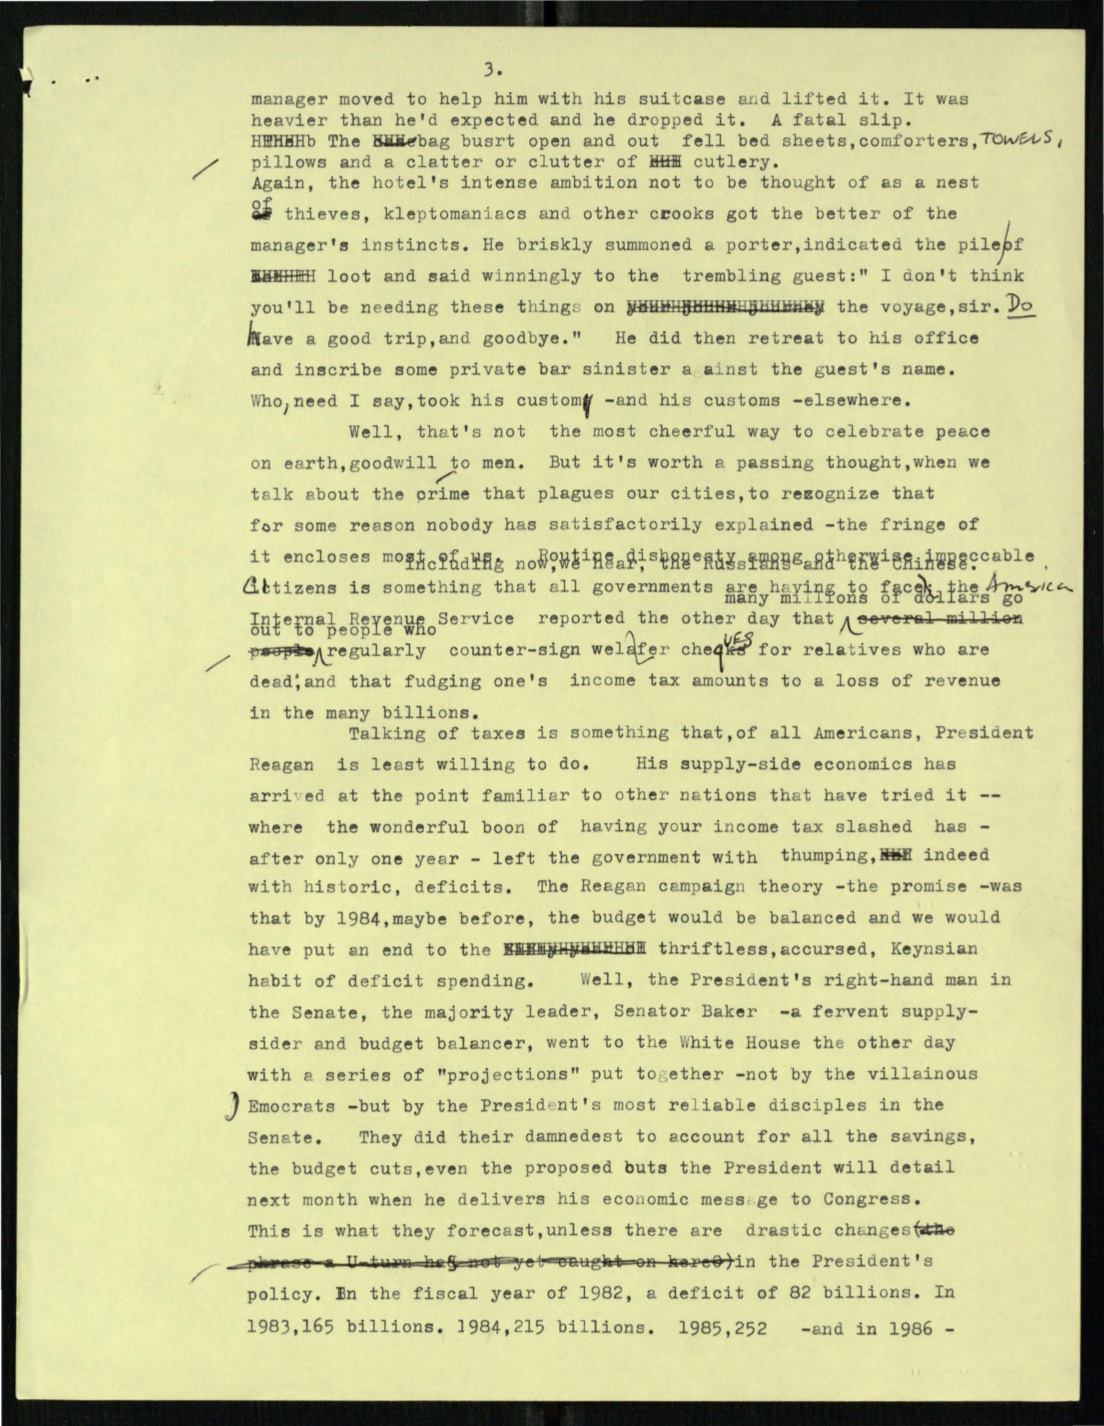 3.
manager moved to help him with his suitcase and lifted it. It was
heavier than he'd expected and he dropped it.  A fatal slip.
The bag busrt open and out  fell bed sheets,comforters, TOWELS,
pillows and a clatter or clutter of cutlery.
Again, the hotel's intense ambition not to be thought of as a nest
of thieves, kleptomaniacs and other crooks got the better of the
manager's instincts. He briskly summoned a porter,indicated the pile/of
loot and said winningly to the  trembling guest:" I don't think
you'll be needing these things on the voyage,sir. Do
have a good trip,and goodbye."   He did then retreat to his office
and inscribe some private bar sinister a ainst the guest's name.
Who,need I say,took his custom -and his customs -elsewhere.
Well, that's not  the most cheerful way to celebrate peace
on earth,goodwill to men.  But it's worth a passing thought,when we
talk about the crime that plagues our cities,to rezognize that
for some reason nobody has satisfactorily explained -the fringe of
it encloses most of us.   Routine dishonesty among otherwise impeccable
including now,we hear, the Russians and the Chinese.
Citizens is something that all governments are having to face, the America
many millions of dollars go
Internal Revenue Service  reported the other day that several million
out to people who
people regularly  counter-sign welafer cheqUES for relatives who are
dead; and that fudging one's  income tax amounts to a loss of revenue
in the many billions.
Talking of taxes is something that,of all Americans, President
Reagan  is least willing to do.    His supply-side economics has
arrived at the point familiar to other nations that have tried it --
where  the wonderful boon of  having your income tax slashed  has -
after only one year - left the government with  thumping, indeed
with historic, deficits.  The Reagan campaign theory -the promise -was
that by 1984,maybe before, the budget would be balanced and we would
have put an end to the thriftless,accursed, Keynsian
habit of deficit spending.    Well, the President's right-hand man in
the Senate, the majority leader, Senator Baker  -a fervent supply-
sider and budget balancer, went to the White House the other day
with a series of "projections" put together -not by the villainous
Emocrats -but by the President's most reliable disciples in the
Senate.   They did their damnedest to account for all the savings,
the budget cuts,even the proposed buts the President will detail
next month when he delivers his economic message to Congress.
This is what they forecast,unless there are  drastic changes(the
phrase a U-turn has not yet caught on here0)in the President's
policy. In the fiscal year of 1982, a deficit of 82 billions. In
1983,165 billions. 1984,215 billions.  1985,252   -and in 1986 -